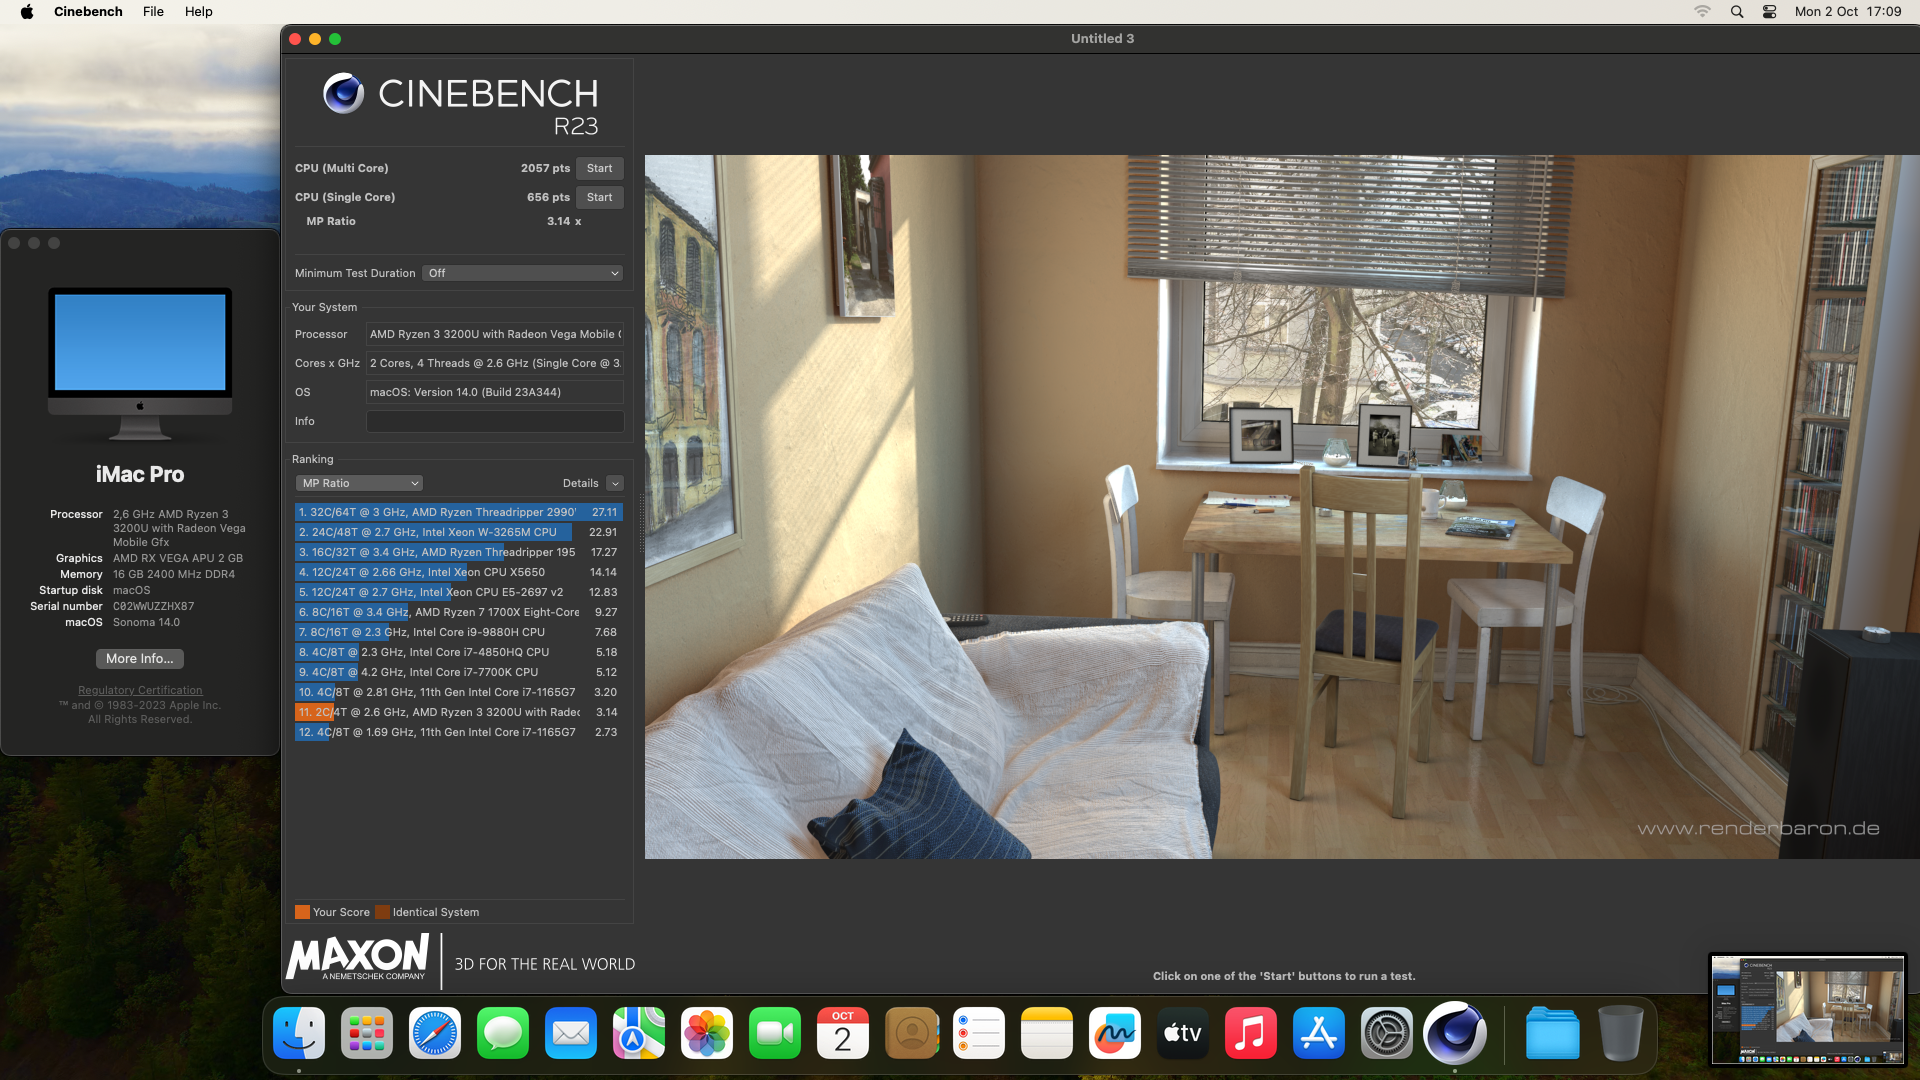 Cinebench File Help
Mon 2 Oct 17:09
Untitled 3
CINEBENCH
R23
CPU (Multi Core) 2057 pts Start
CPU (Single Core) 656 pts Start
MP Ratio 3.14 x
Minimum Test Duration Off
Your System
Processor AMD Ryzen 3 3200U with Radeon Vega Mobile
Cores x GHz 2 Cores, 4 Threads @ 2.6 GHz (Single Core @ 3.
OS macOS: Version 14.0 (Build 23A344)
Info
Ranking
MP Ratio Details
1. 32C/64T @ 3 GHz, AMD Ryzen Threadripper 2990 27.11
2. 24C/48T @ 2.7 GHz, Intel Xeon W-3265M CPU 22.91
3. 16C/32T @ 3.4 GHz, AMD Ryzen Threadripper 195 17.27
4. 12C/24T @ 2.66 GHz, Intel Xeon CPU X5650 14.14
5. 12C/24T @ 2.7 GHz, Intel Xeon CPU E5-2697 v2 12.83
6. 8C/16T @ 3.4 GHz, AMD Ryzen 7 1700X Eight-Core 9.27
7. 8C/16T @ 2.3 GHz, Intel Core i9-9880H CPU 7.68
8. 4C/8T @ 2.3 GHz, Intel Core i7-4850HQ CPU 5.18
9. 4C/8T @ 4.2 GHz, Intel Core i7-7700K CPU 5.12
10. 4C/8T @ 2.81 GHz, 11th Gen Intel Core i7-1165G7 3.20
11. 2C/4T @ 2.6 GHz, AMD Ryzen 3 3200U with Radeo 3.14
12. 4C/8T @ 1.69 GHz, 11th Gen Intel Core i7-1165G7 2.73
Your Score Identical System
MAXON
A NEMETSCHEK COMPANY
3D FOR THE REAL WORLD
Click on one of the 'Start' buttons to run a test.
www.renderbaron.de
iMac Pro
Processor 2,6 GHz AMD Ryzen 3
3200U with Radeon Vega
Mobile Gfx
Graphics AMD RX VEGA APU 2 GB
Memory 16 GB 2400 MHz DDR4
Startup disk macOS
Serial number C02WWUZZHX87
macOS Sonoma 14.0
More Info...
Regulatory Certification
™ and © 1983-2023 Apple Inc.
All Rights Reserved.
OCT
2
tv
CINEBENCH
MAXON